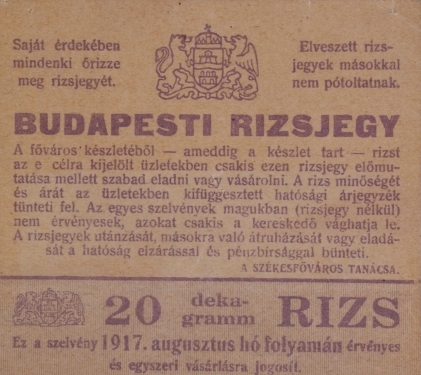 Saját érdekében
mindenki őrizze
meg rizsjegyét.
Elveszett rizs-
jegyek másokkal
nem pótoltatnak.
BUDAPESTI RIZSJEGY
A főváros készletéből — ameddig a készlet tart — rizst
az e célra kijelölt üzletekben csakis ezen rizsjegy előmu-
tatása mellett szabad eladni vagy vásárolni. A rizs minőségét
és árát az üzletekben kifüggesztett hatósági árjegyzék
tünteti fel. Az egyes szelvények magukban (rizsjegy nélkül)
nem érvényesek, azokat csakis a kereskedő vághatja le.
A rizsjegyek utánzását, másokra való átruházását vagy eladá-
sát a hatóság elzárással és pénzbirsággal bünteti.
A SZÉKESFŐVÁROS TANÁCSA.
20 deka-
gramm RIZS
Ez a szelvény 1917. augusztus hó folyamán érvényes
és egyszeri vásárlásra jogosít.